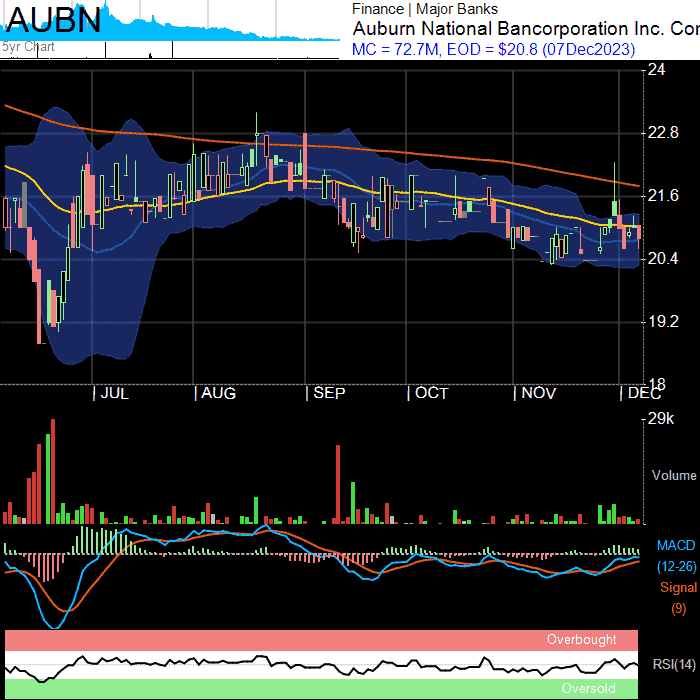 AUBN
5yr Chart
Finance | Major Banks
Auburn National Bancorporation Inc. Cor
MC = 72.7M, EOD = $20.8 (07Dec2023)
24
22.8
21.6
20.4
19.2
18
| JUL | AUG | SEP | OCT | NOV | DEC
29k
Volume
MACD
(12-26)
Signal
(9)
Overbought
RSI(14)
Oversold